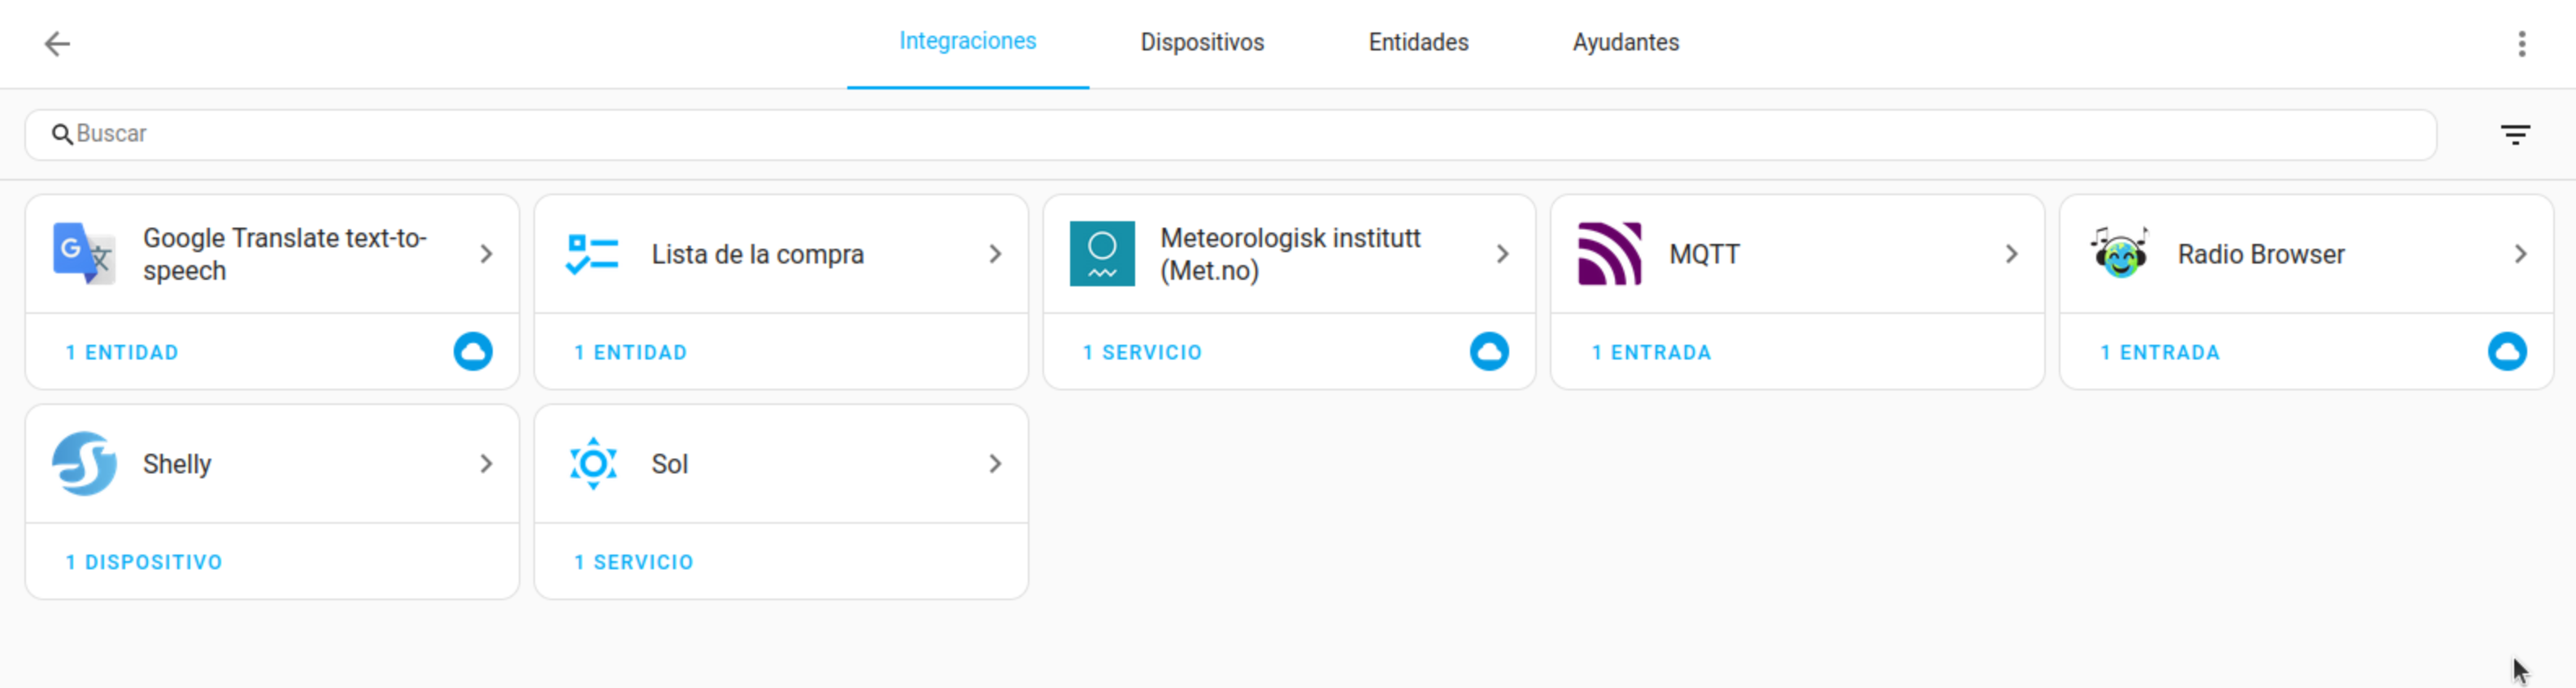 Integraciones
Dispositivos
Entidades
Ayudantes
Buscar
Google Translate text-to-
speech
1 ENTIDAD
Lista de la compra
1 ENTIDAD
Meteorologisk institutt
(Met.no)
1 SERVICIO
MQTT
1 ENTRADA
Radio Browser
1 ENTRADA
Shelly
1 DISPOSITIVO
Sol
1 SERVICIO